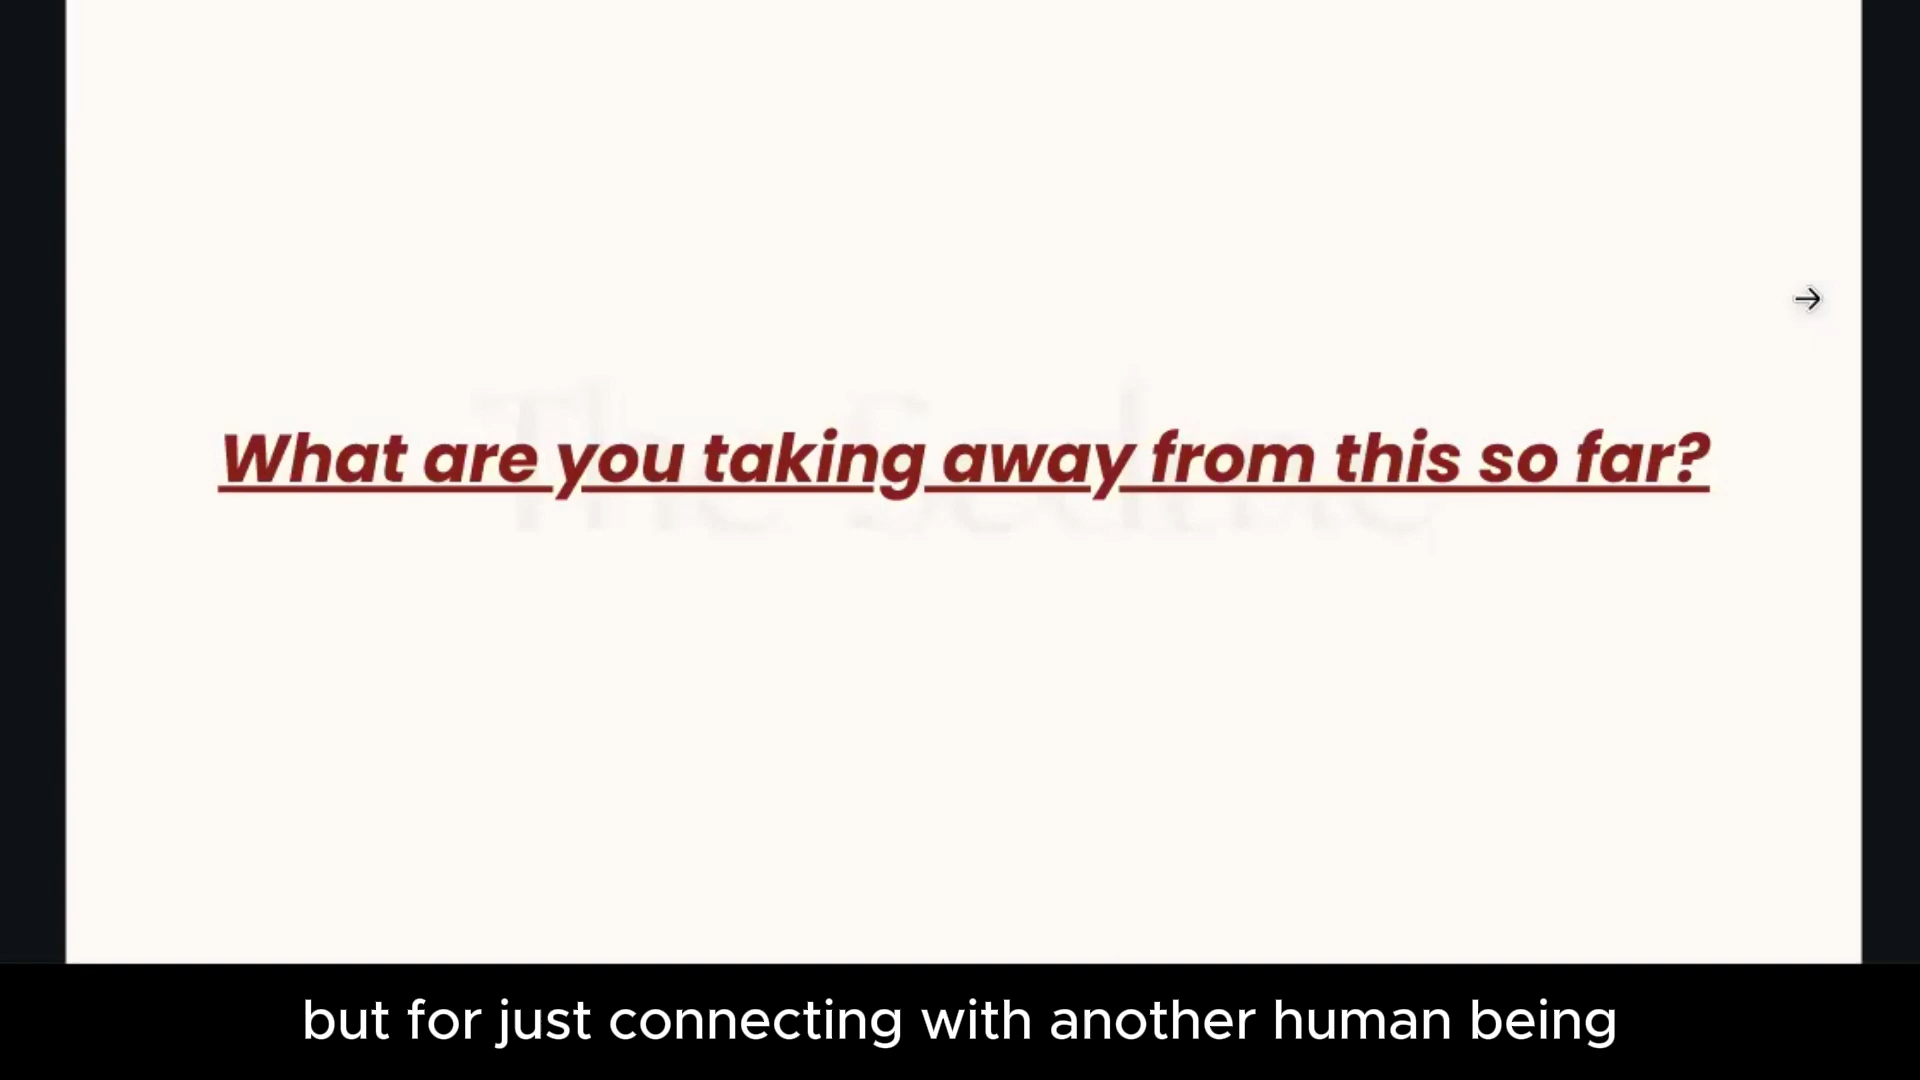 What are you taking away from this so far?
but for just connecting with another human being